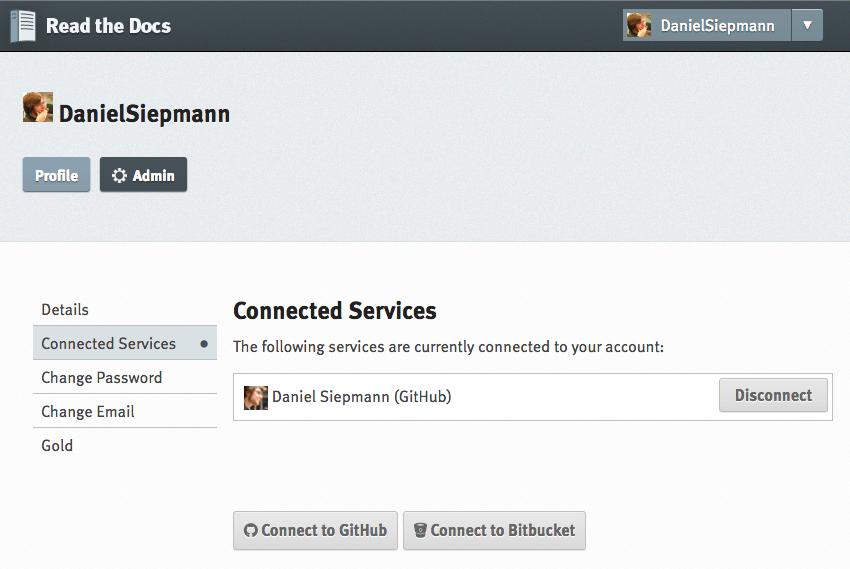 Read the Docs
DanielSiepmann
DanielSiepmann
Profile
Admin
Details
Connected Services
Change Password
Change Email
Gold
Connected Services
The following services are currently connected to your account:
Daniel Siepmann (GitHub)
Disconnect
Connect to GitHub
Connect to Bitbucket